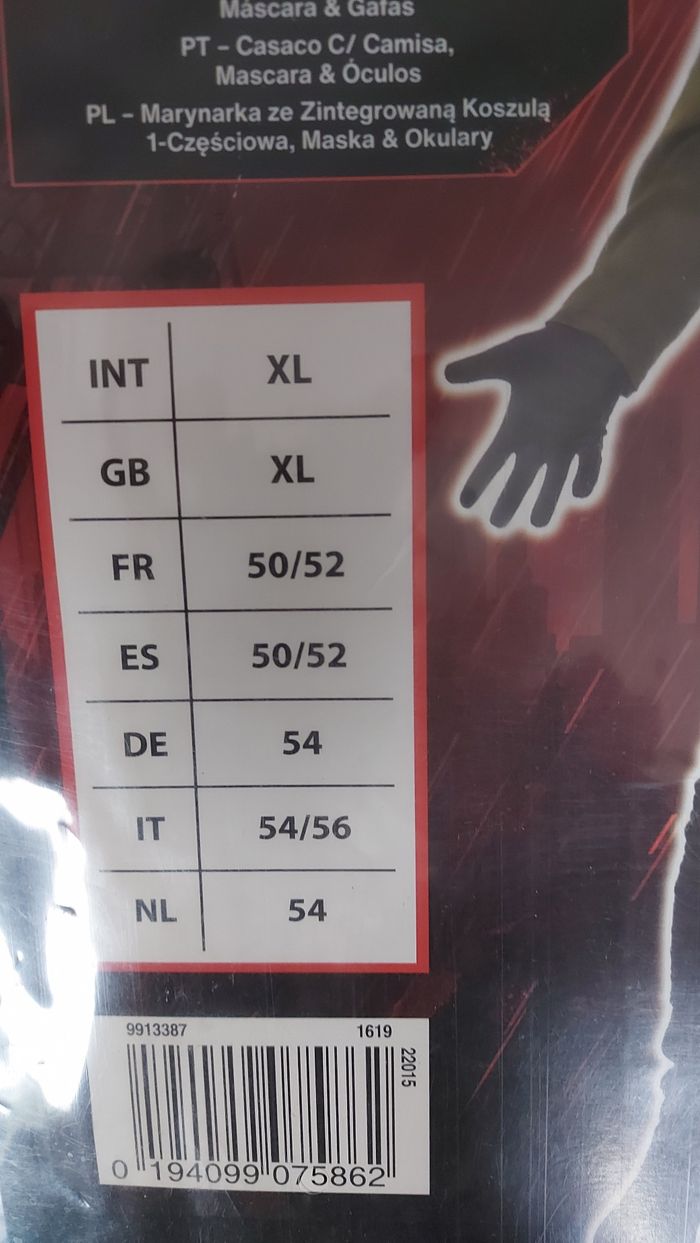 Máscara & Gafas
PT – Casaco C/ Camisa,
Mascara & Óculos
PL – Marynarka ze Zintegrowaną Koszulą
1-Częściowa, Maska & Okulary
INT XL
GB XL
FR 50/52
ES 50/52
DE 54
IT 54/56
NL 54
9913387 1619
22015
0 194099 075862